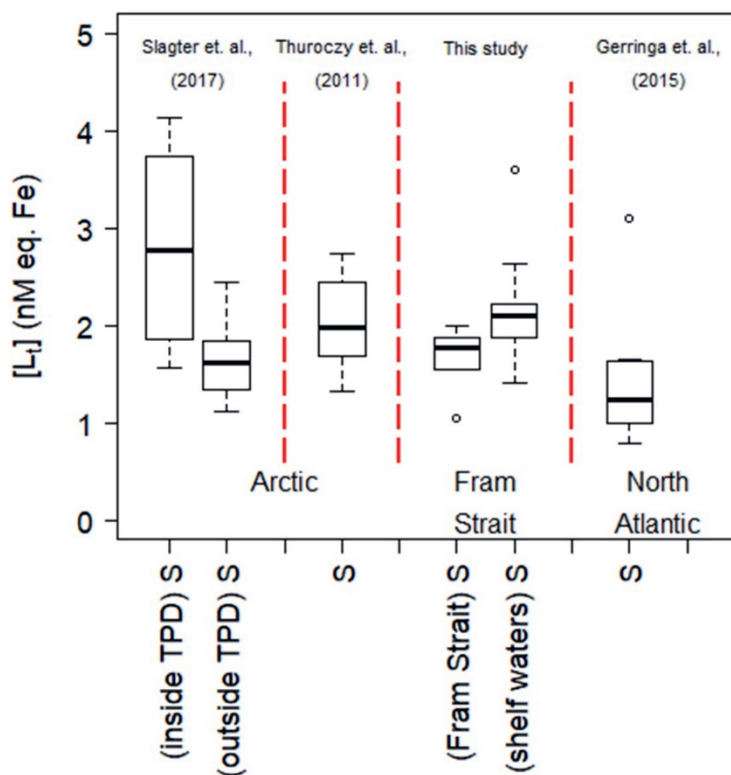 Slagter et. al.,
(2017)
Thuroczy et. al.,
(2011)
This study
Gerringa et. al.,
(2015)
[Lt] (nM eq. Fe)
5
4
3
2
1
0
Arctic
Fram
Strait
North
Atlantic
(inside TPD) S
(outside TPD) S
S
(Fram Strait) S
(shelf waters) S
S